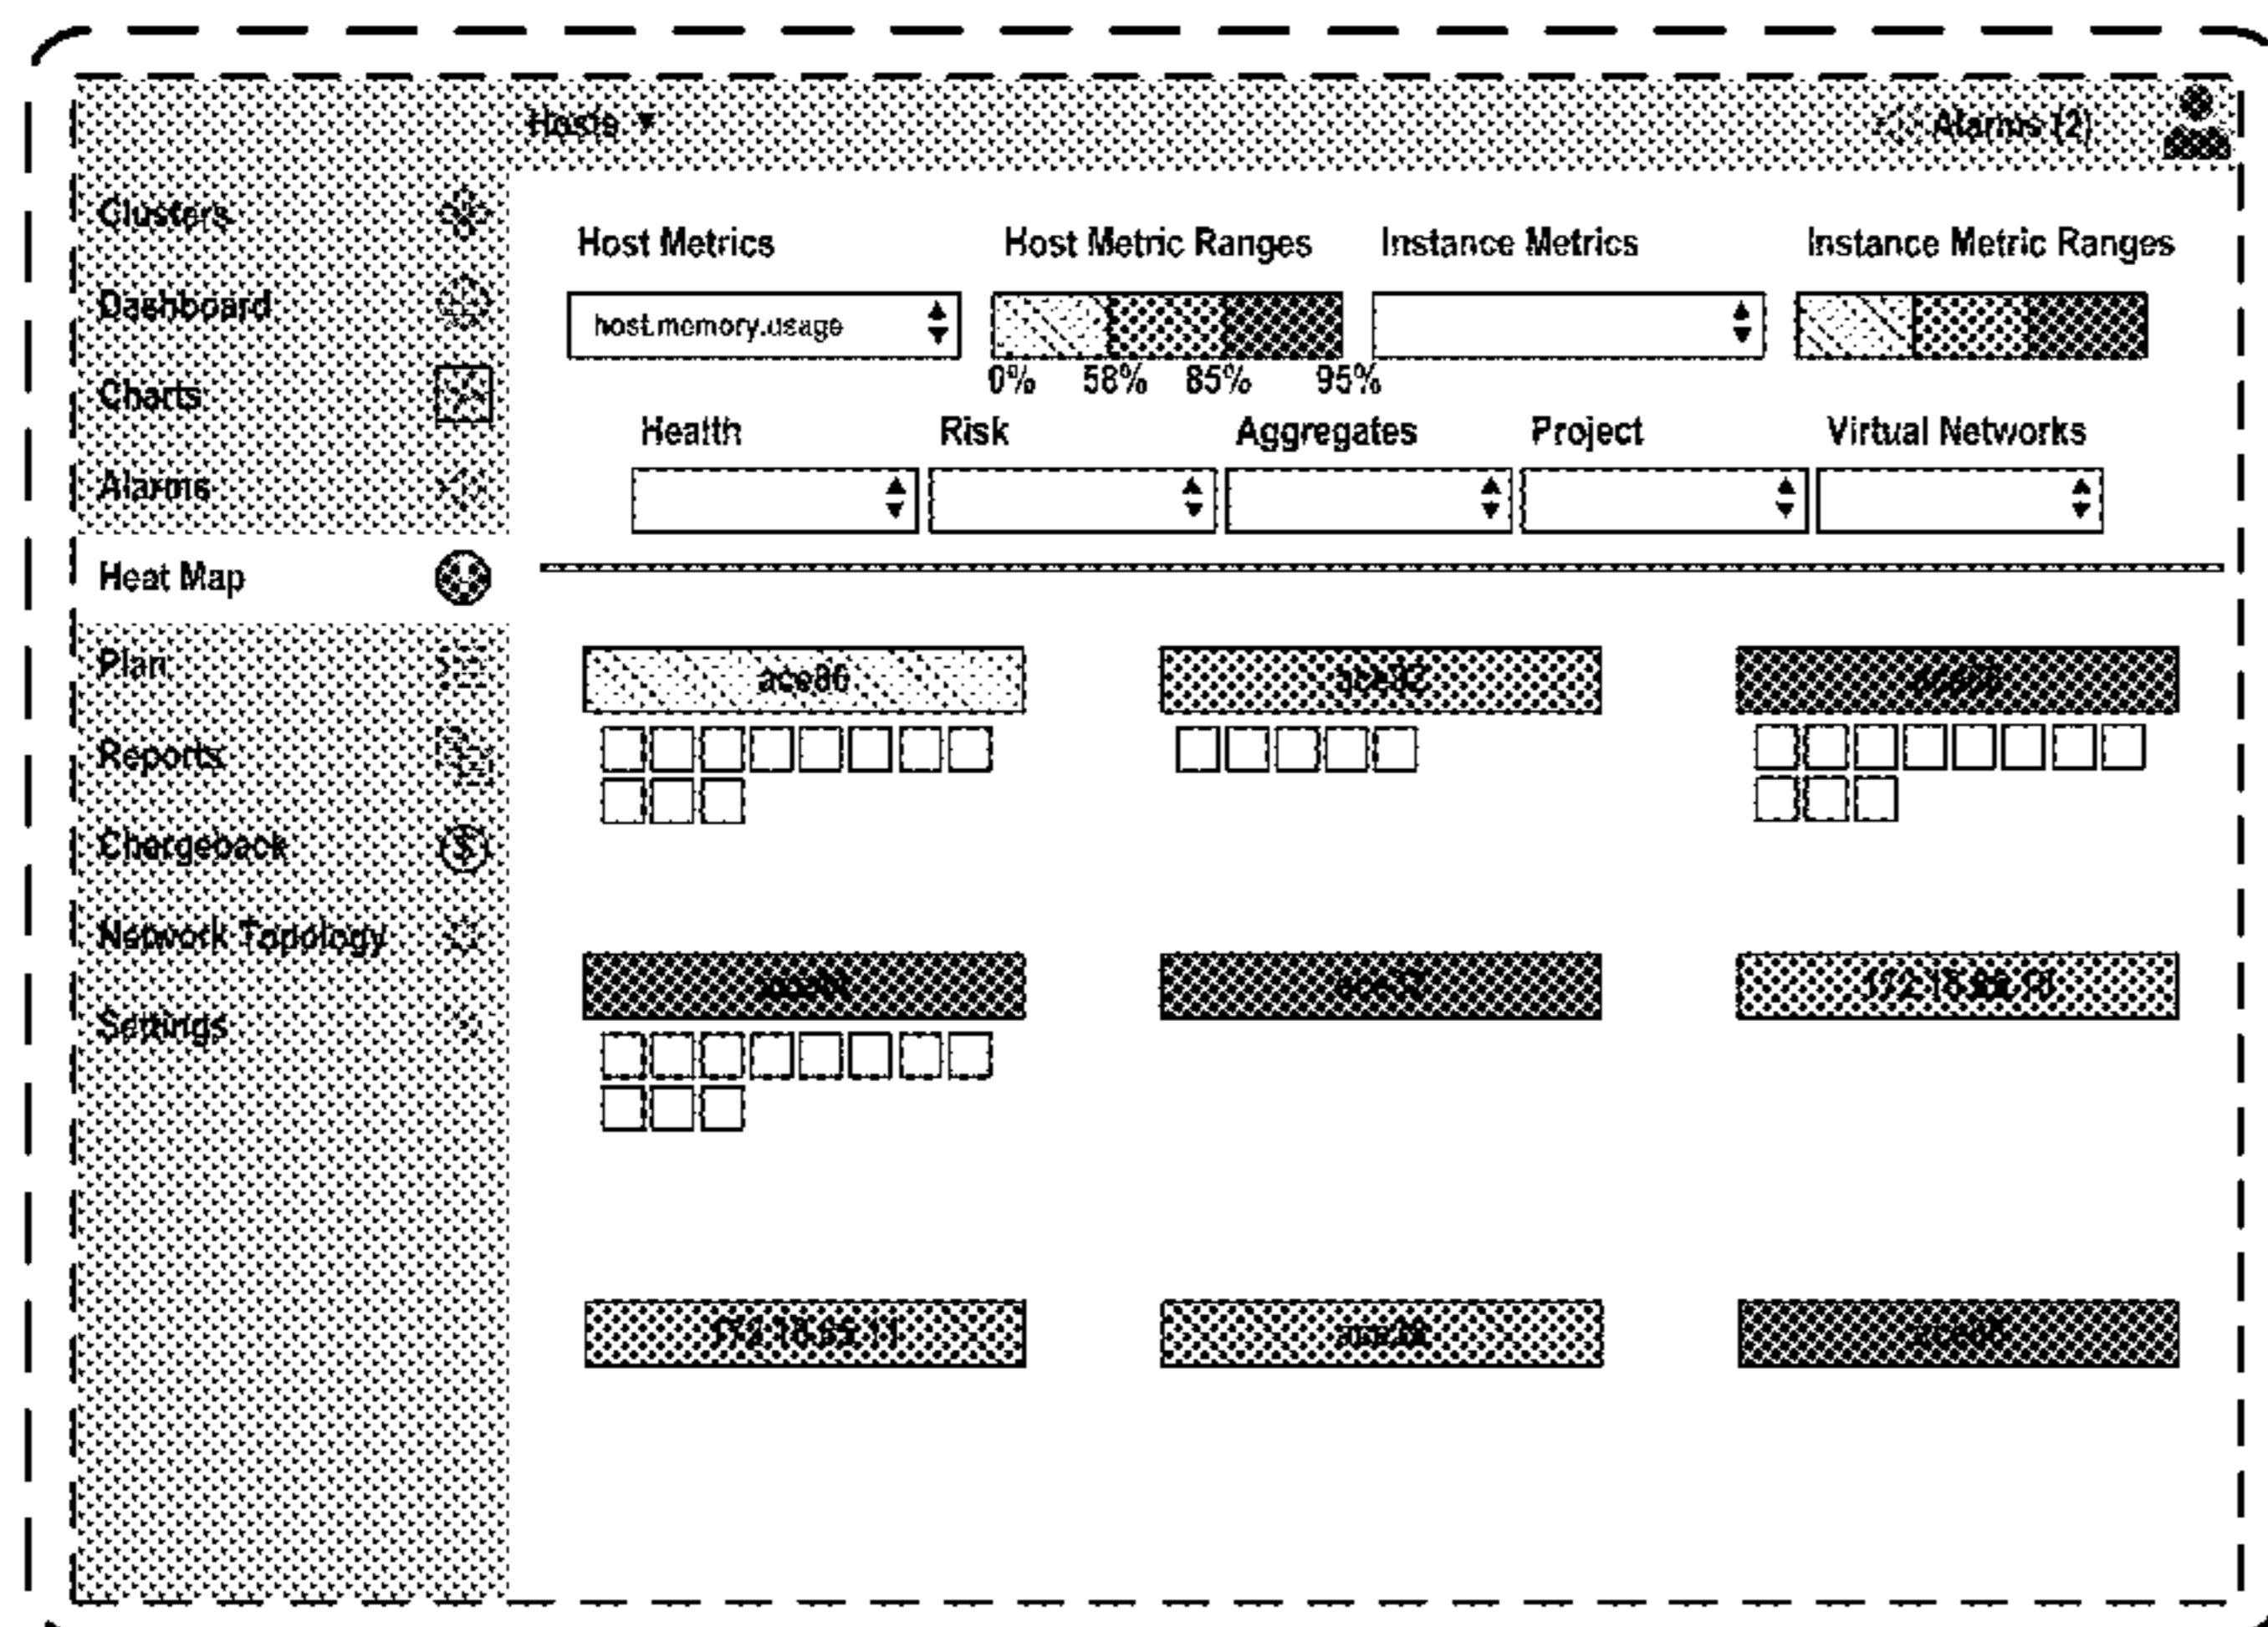 Hosts
Alarms (2)
Clusters
Dashboard
Charts
Alarms
Heat Map
Plan
Reports
Chargeback
Network Topology
Settings
Host Metrics Host Metric Ranges Instance Metrics Instance Metric Ranges
host.memory.usage
0% 58% 85% 95%
Health Risk Aggregates Project Virtual Networks
ace86